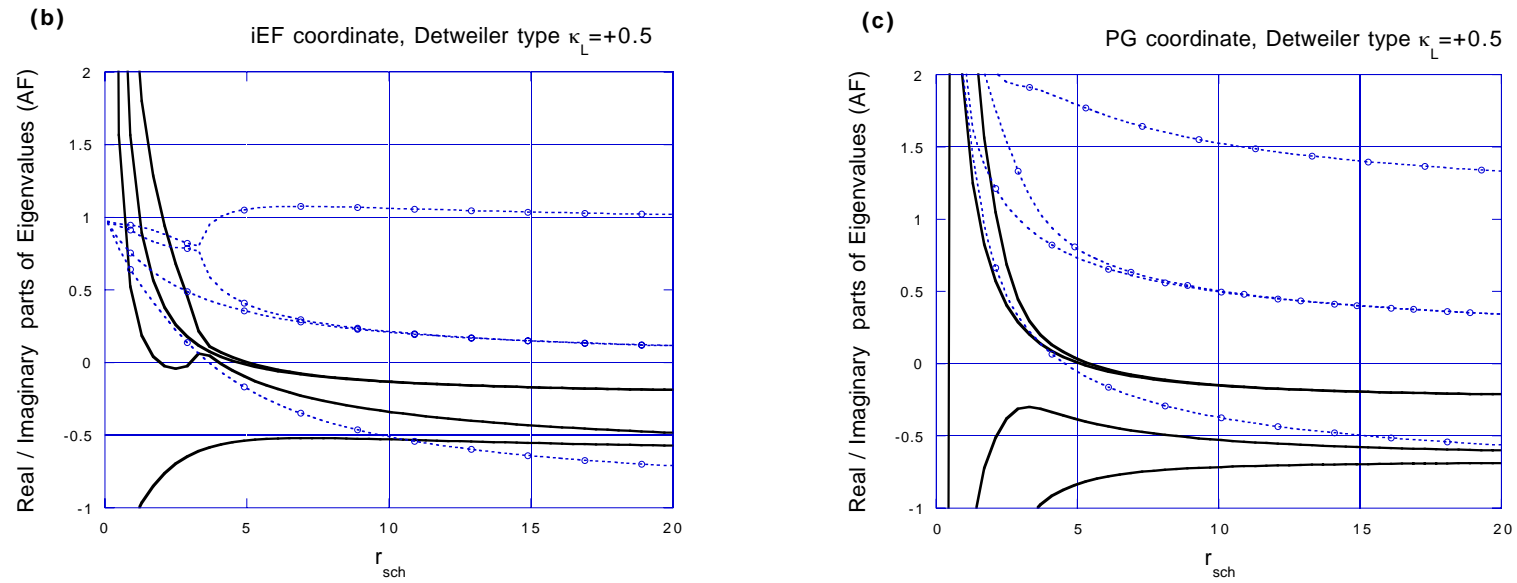 (b)
iEF coordinate, Detweiler type κL=+0.5
Real / Imaginary parts of Eigenvalues (AF)
2
1.5
1
0.5
0
-0.5
-1
0 5 10 15 20
rsch
(c)
PG coordinate, Detweiler type κL=+0.5
Real / Imaginary parts of Eigenvalues (AF)
2
1.5
1
0.5
0
-0.5
-1
0 5 10 15 20
rsch